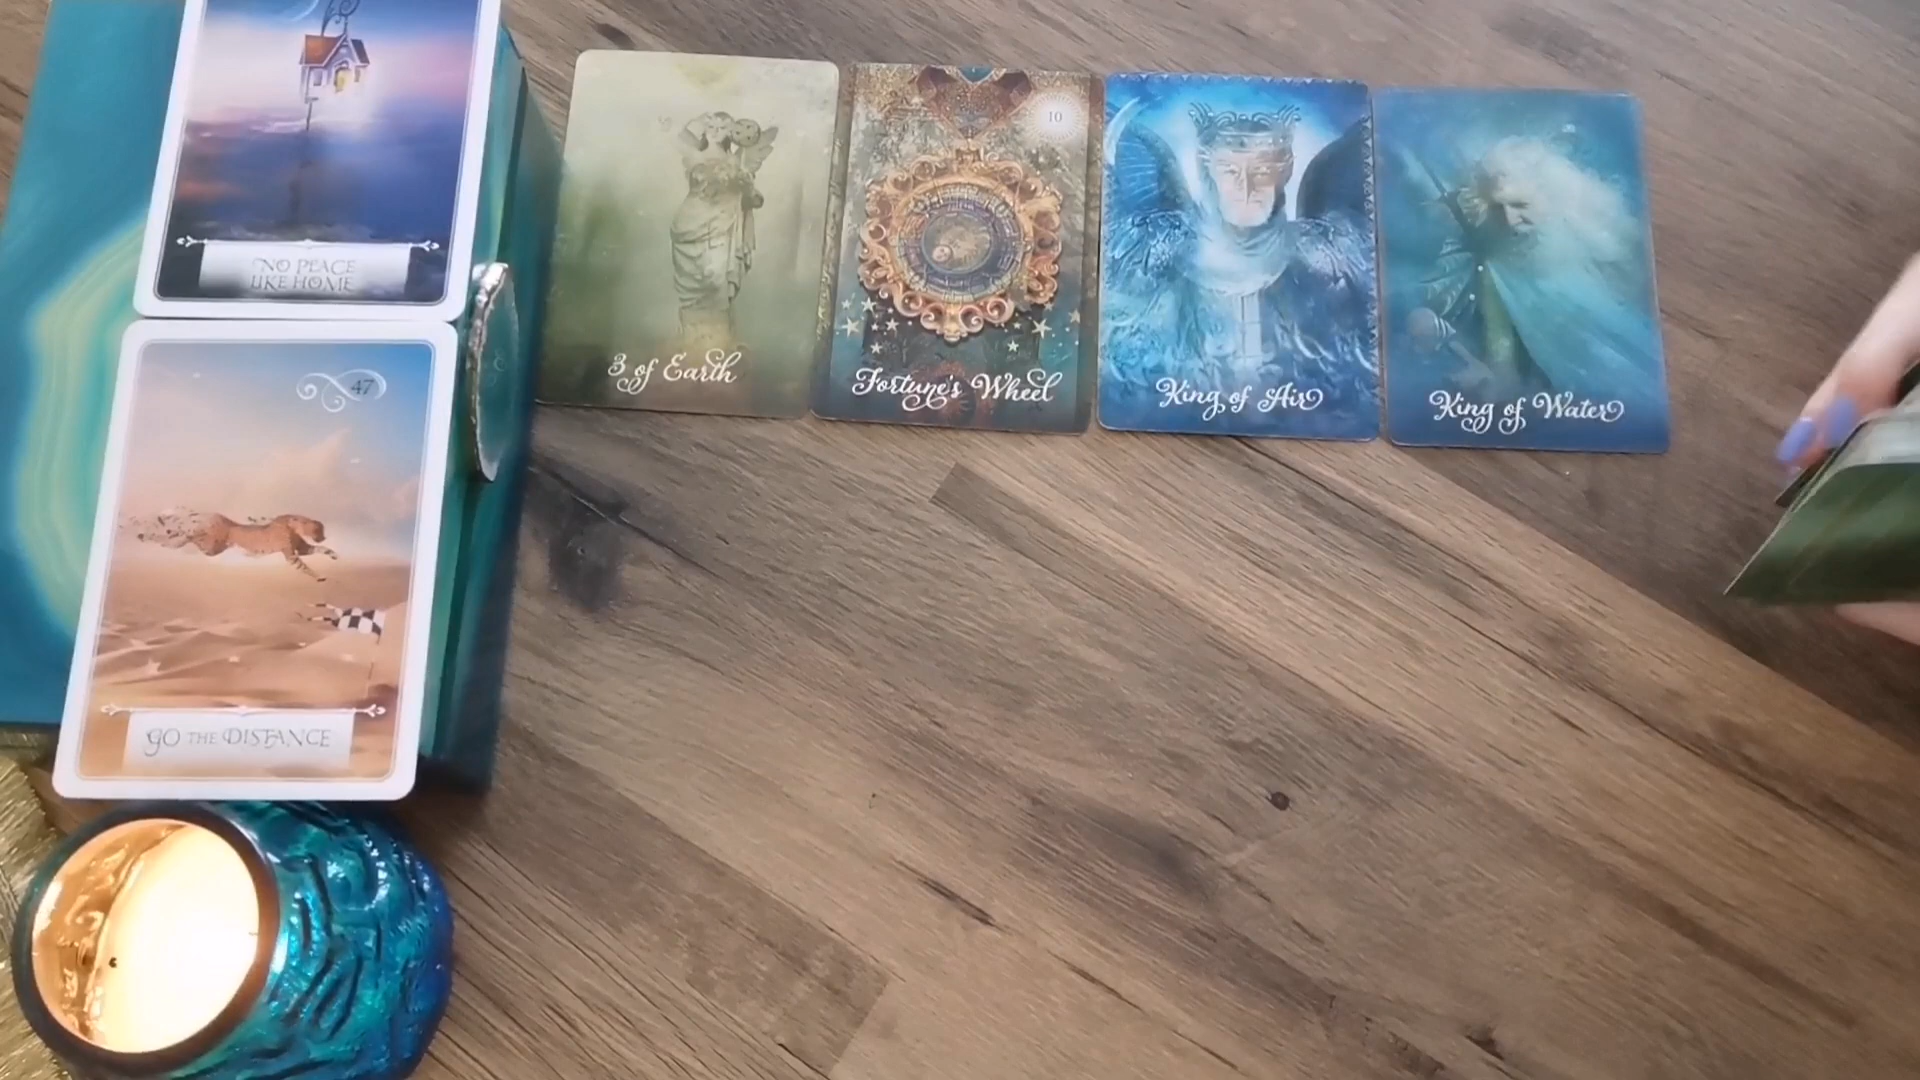 NO PLACE
LIKE HOME
47
GO THE DISTANCE
3 of Earth
10
Fortune's Wheel
King of Air
King of Water